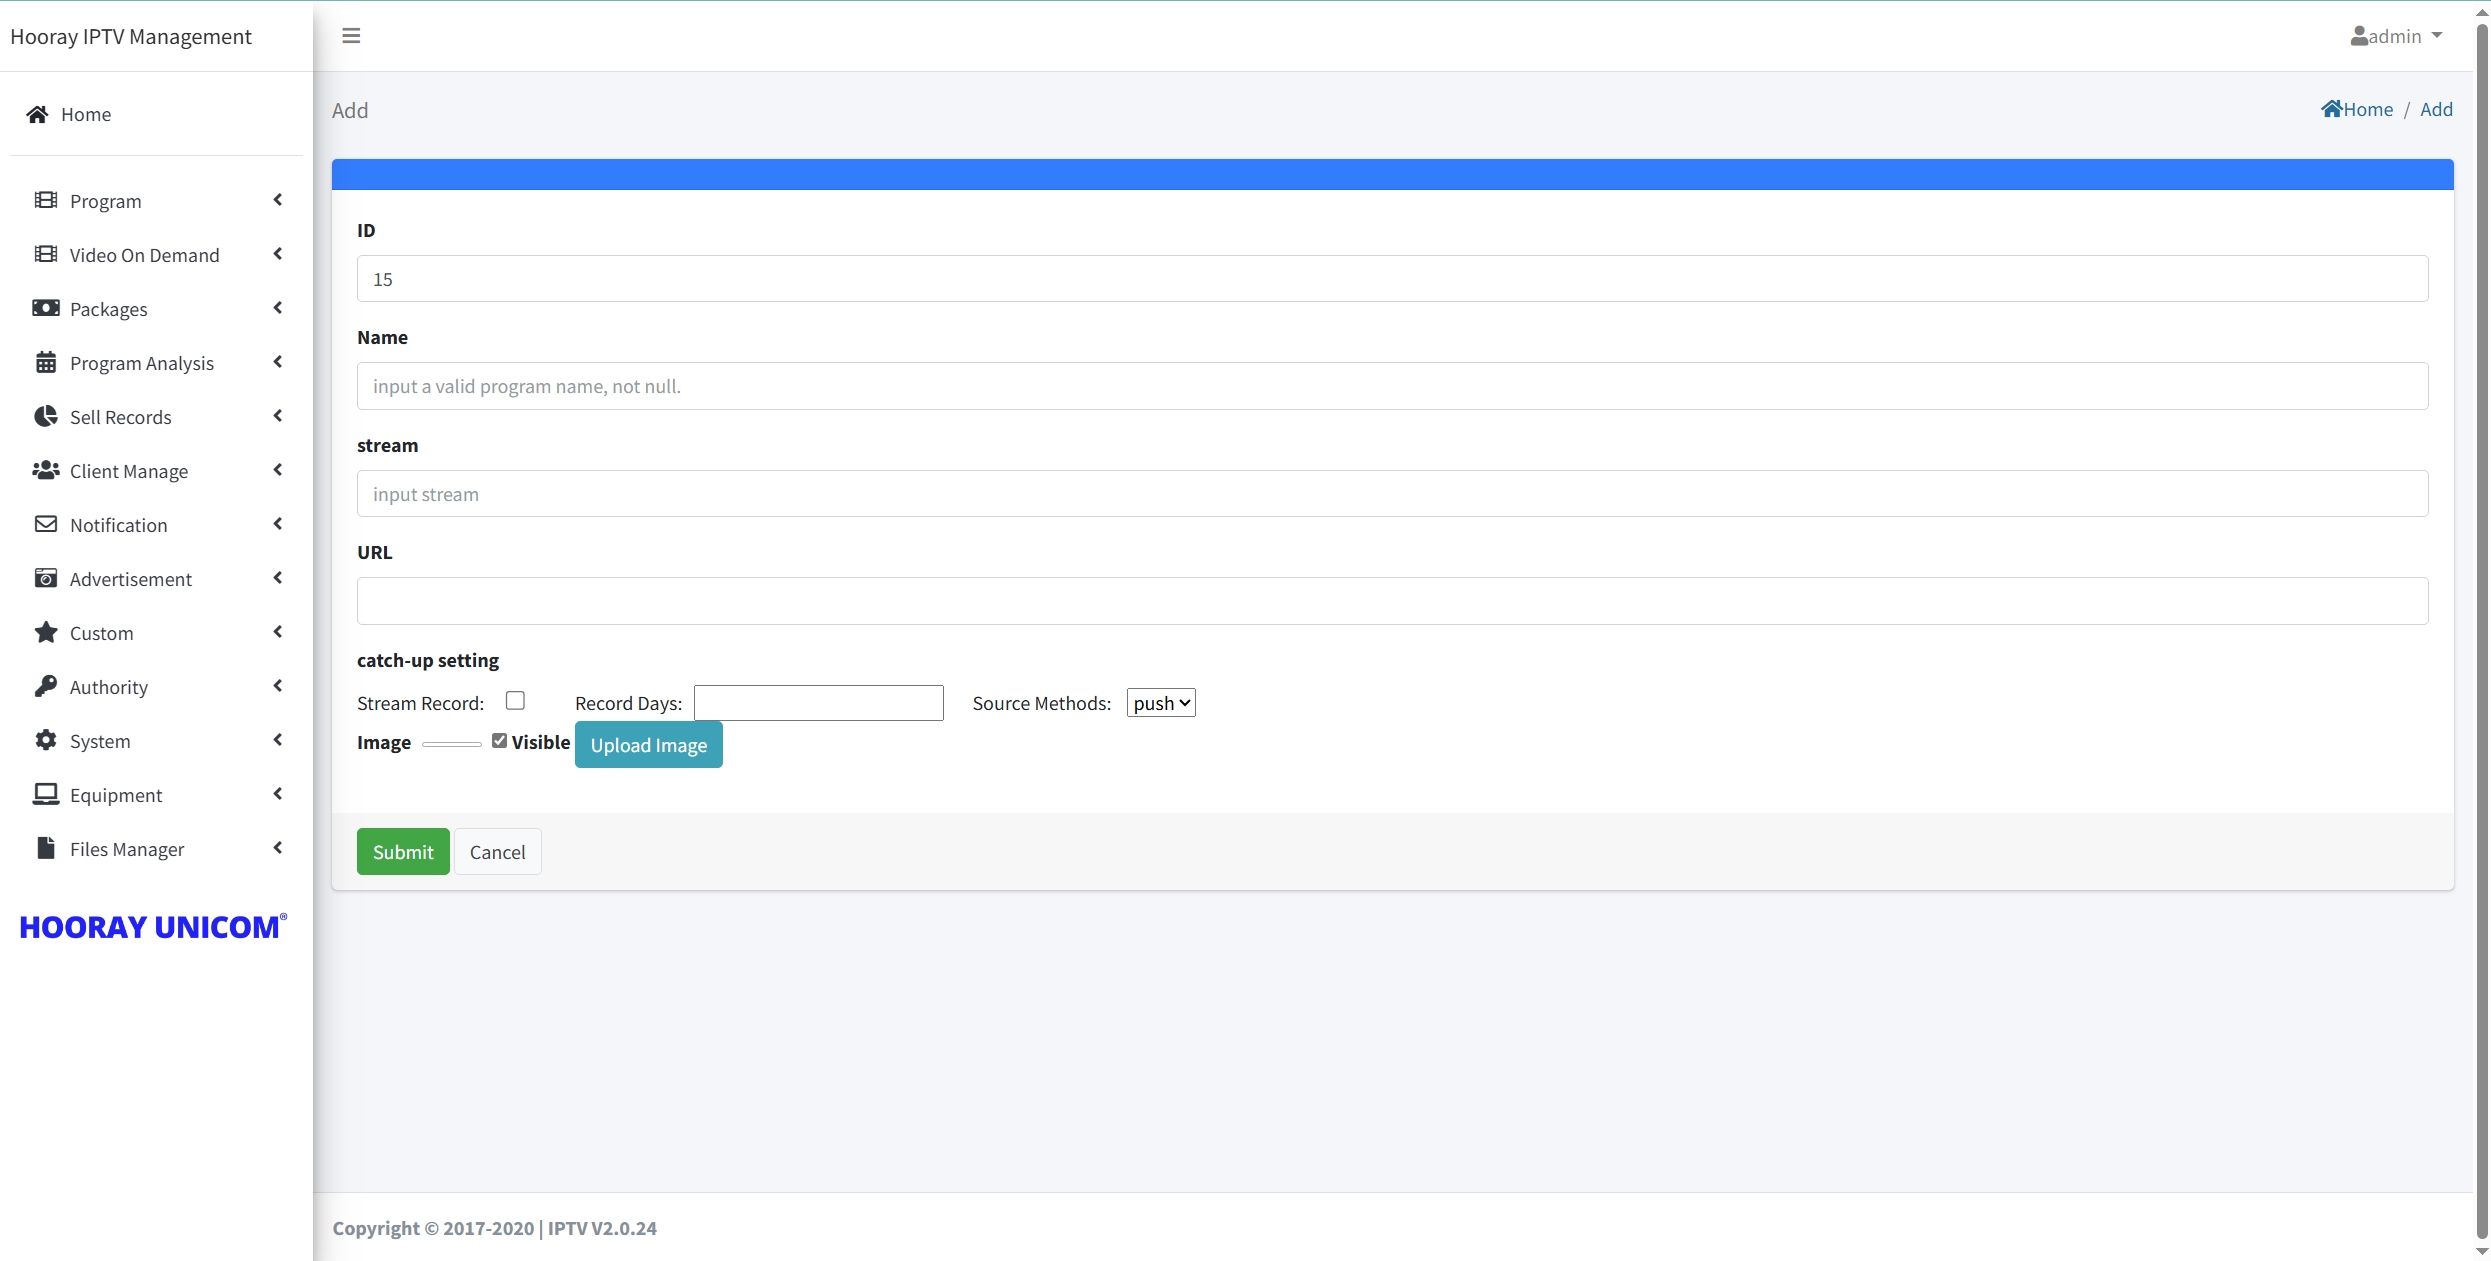 Hooray IPTV Management
admin
Home
Program
Video On Demand
Packages
Program Analysis
Sell Records
Client Manage
Notification
Advertisement
Custom
Authority
System
Equipment
Files Manager
HOORAY UNICOM®
Add
Home / Add
ID
15
Name
input a valid program name, not null.
stream
input stream
URL
catch-up setting
Stream Record: Record Days: Source Methods: push
Image Visible Upload Image
Submit Cancel
Copyright © 2017-2020 | IPTV V2.0.24